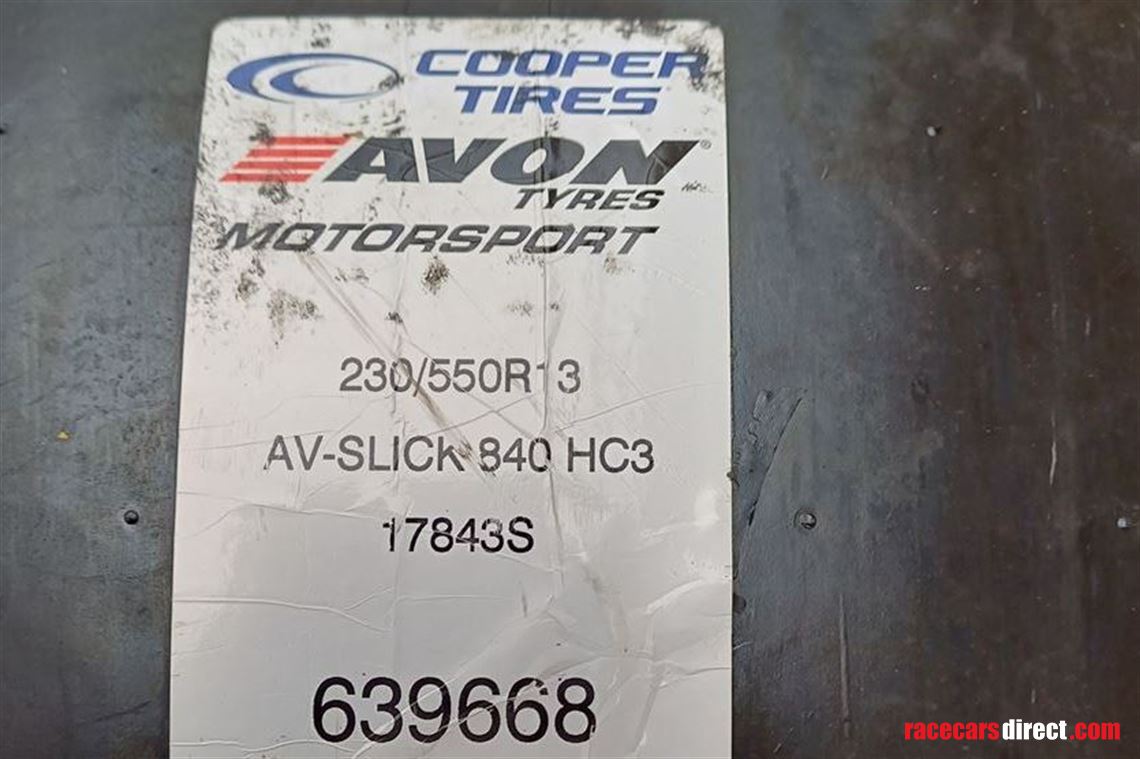 COOPER
TIRES
AVON
TYRES
MOTORSPORT
230/550R13
AV-SLICK 840 HC3
17843S
639668
racecarsdirect.com